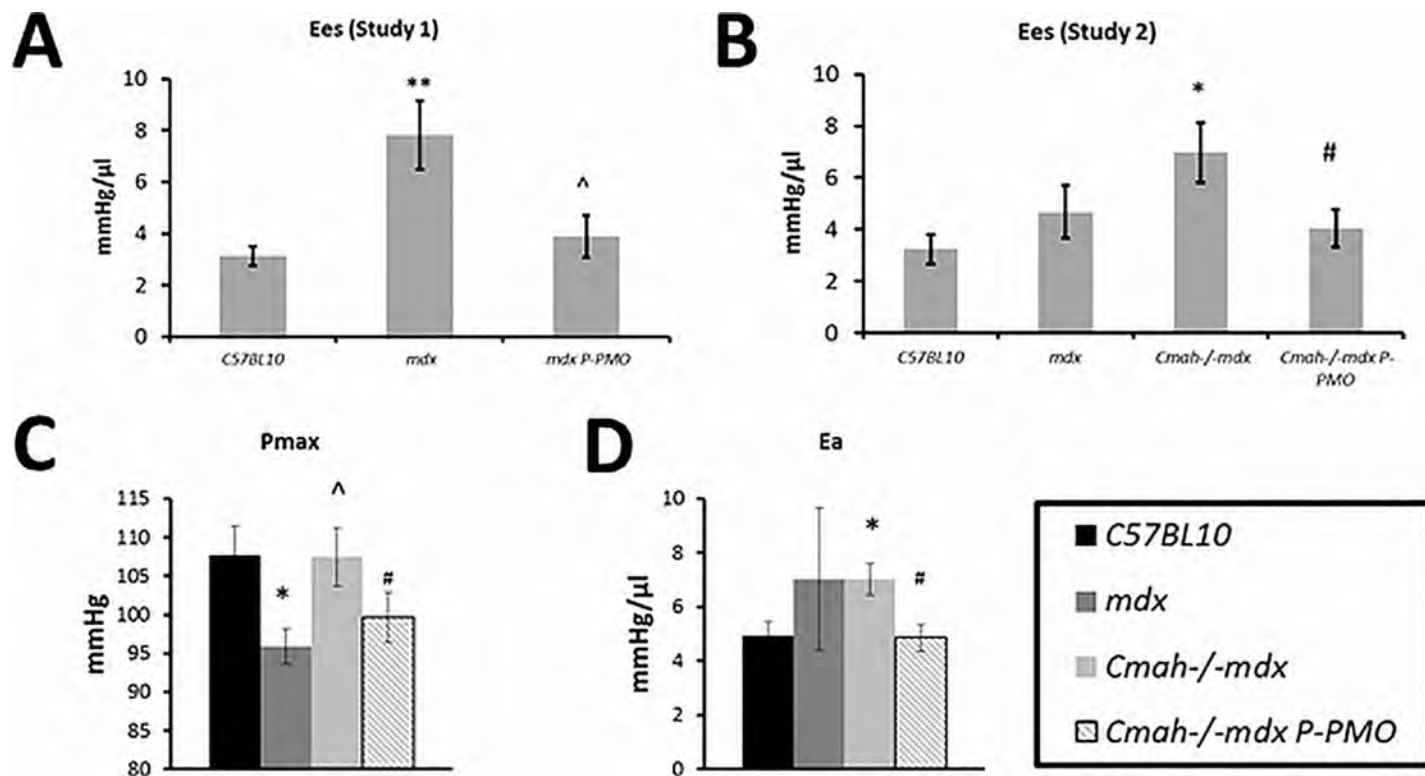 A
Ees (Study 1)
mmHg/µl
10
8
6
4
2
0
**
^
C57BL10
mdx
mdx P-PMO
B
Ees (Study 2)
mmHg/µl
10
8
6
4
2
0
*
#
C57BL10
mdx
Cmah-/-mdx
Cmah-/-mdx P-
PMO
C
Pmax
mmHg
115
110
105
100
95
90
85
80
*
^
#
D
Ea
mmHg/µl
10
8
6
4
2
0
*
#
C57BL10
mdx
Cmah-/-mdx
Cmah-/-mdx P-PMO